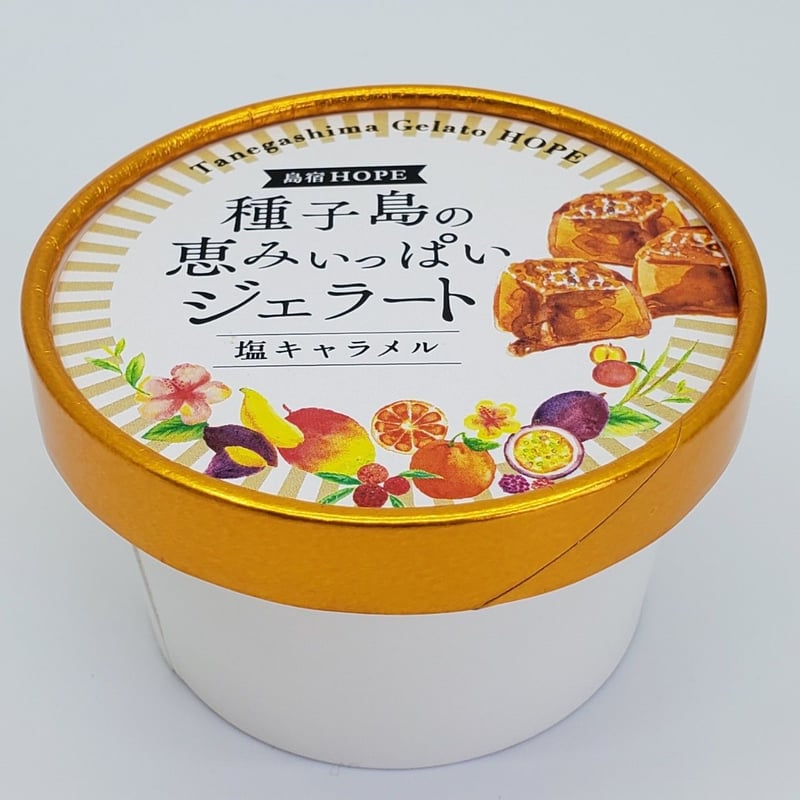 Tanegashima Gelato HOPE
島宿HOPE
種子島の
恵みいっぱい
ジェラート
塩キャラメル